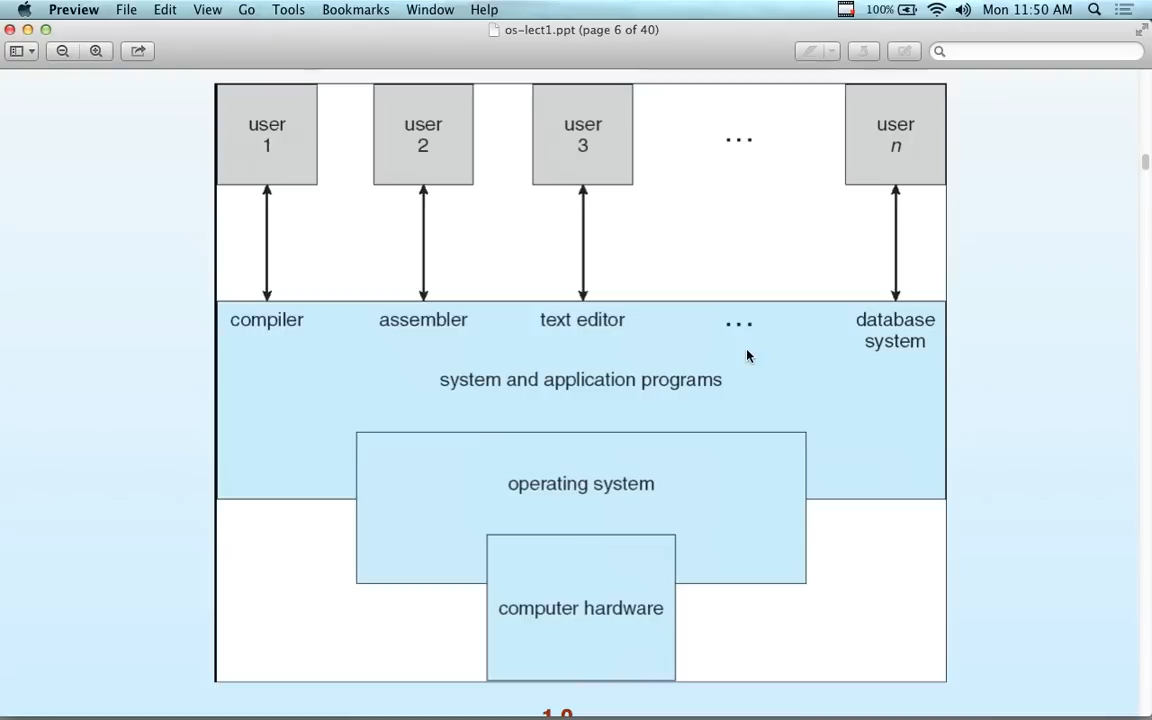 Preview File Edit View Go Tools Bookmarks Window Help 100% Mon 11:50 AM
os-lect1.ppt (page 6 of 40)
user
1
user
2
user
3
...
user
n
compiler
assembler
text editor
...
database
system
system and application programs
operating system
computer hardware